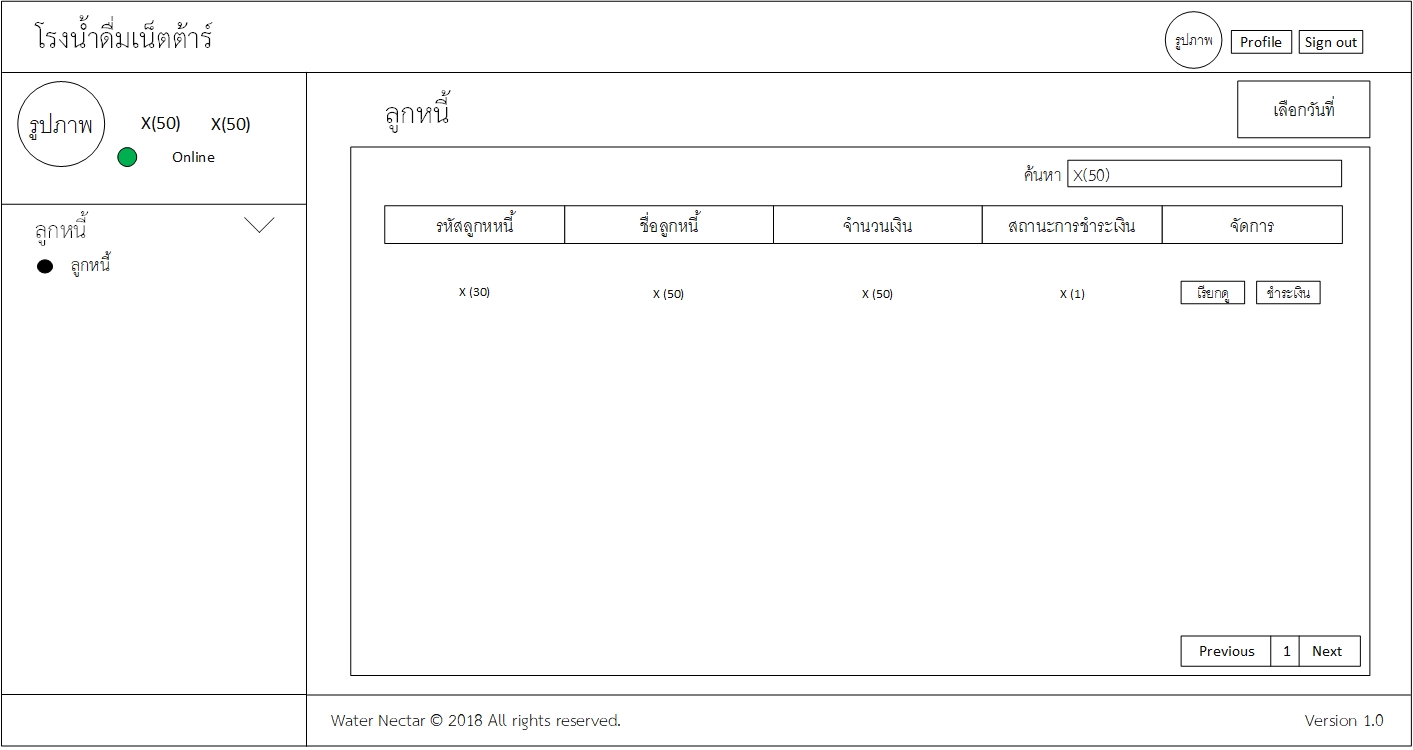 โรงน้ำดื่มเน็ตต้าร์
รูปภาพ Profile Sign out
รูปภาพ X(50) X(50)
Online
ลูกหนี้
ลูกหนี้
ลูกหนี้
เลือกวันที่
ค้นหา X(50)
รหัสลูกหหนี้ ชื่อลูกหนี้ จำนวนเงิน สถานะการชำระเงิน จัดการ
X (30) X (50) X (50) X (1) เรียกดู ชำระเงิน
Previous 1 Next
Water Nectar © 2018 All rights reserved. Version 1.0